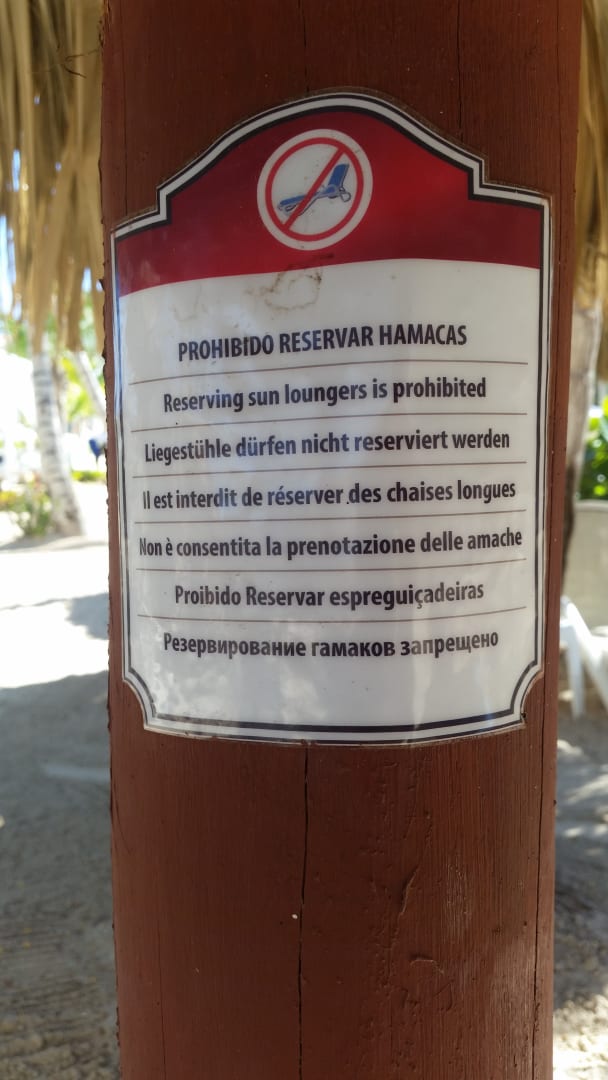 PROHIBIDO RESERVAR HAMACAS
Reserving sun loungers is prohibited
Liegestühle dürfen nicht reserviert werden
Il est interdit de réserver des chaises longues
Non è consentita la prenotazione delle amache
Proibido Reservar espreguiçadeiras
Резервирование гамаков запрещено